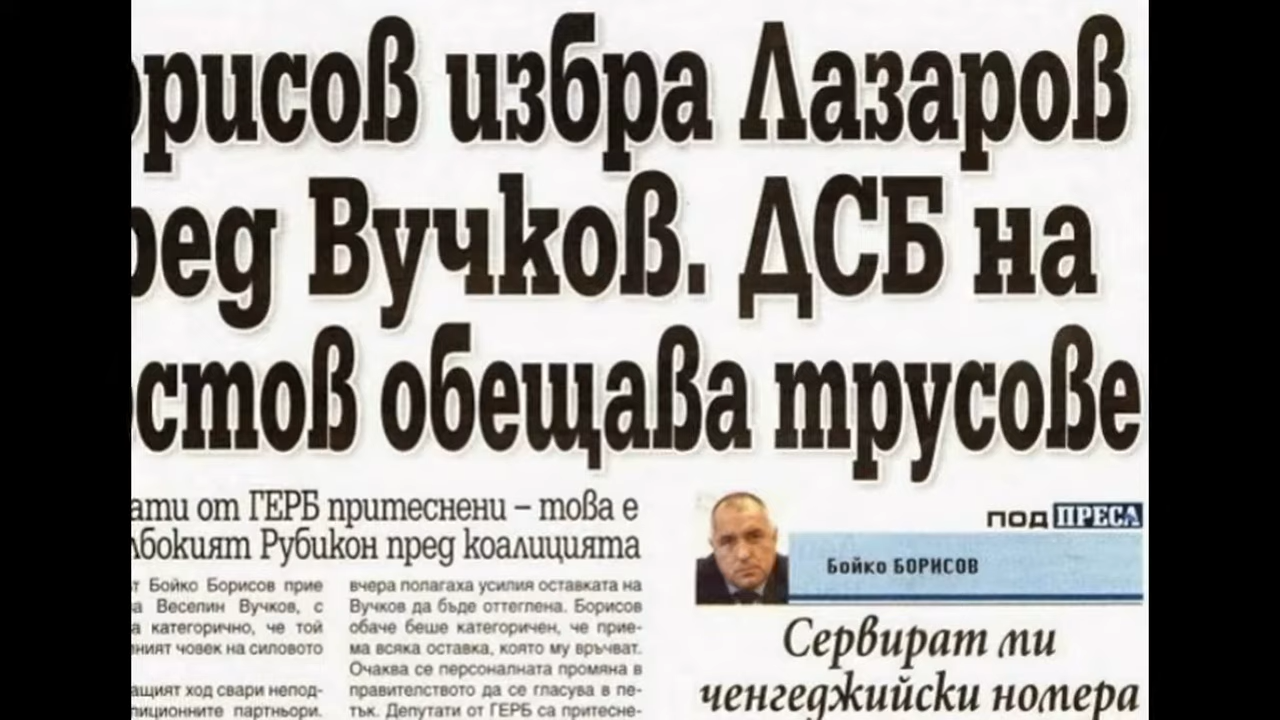 орисов избра Лазаров
ред Вучков. ДСБ на
остов обещава трусове
ати от ГЕРБ притеснени – това е
лбокият Рубикон пред коалицията
т Бойко Борисов прие
а Веселин Вучков, с
а категорично, че той
ният човек на силовото
ащият ход свари непод-
лиционните партньори.
вчера полагаха усилия оставката на
Вучков да бъде оттеглена. Борисов
обаче беше категоричен, че прие-
ма всяка оставка, която му връчват.
Очаква се персоналната промяна в
правителството да се гласува в пе-
тък. Депутати от ГЕРБ са притесне-
под ПРЕСА
Бойко БОРИСОВ
Сервират ми
ченгеджийски номера